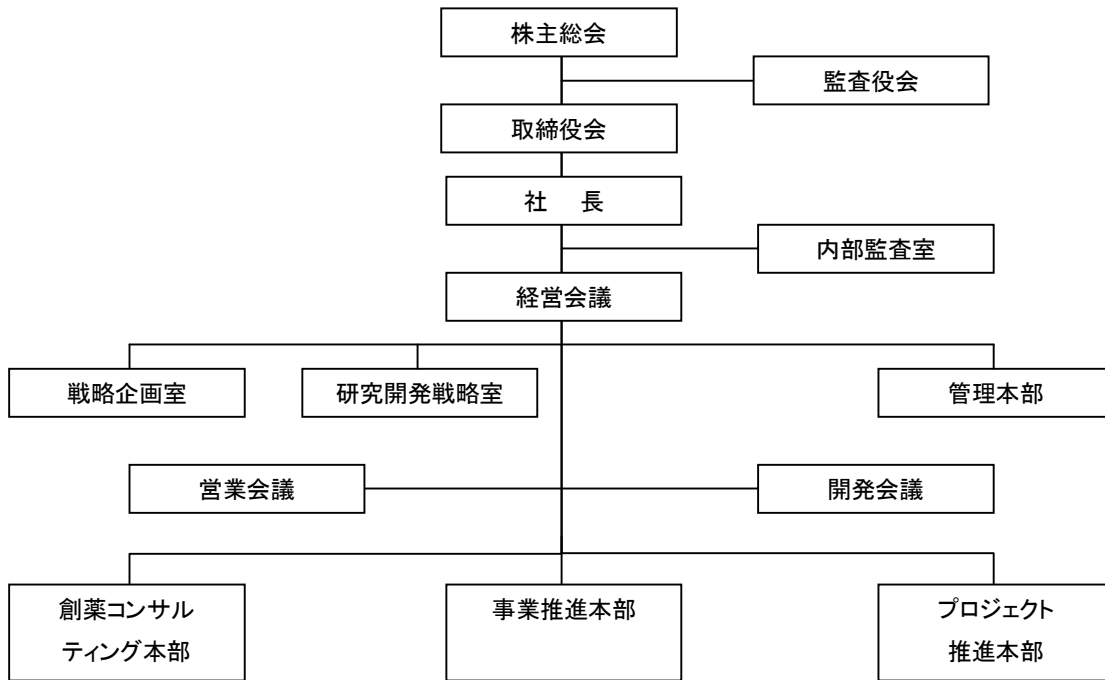 株主総会
監査役会
取締役会
社　長
内部監査室
経営会議
戦略企画室
研究開発戦略室
管理本部
営業会議
開発会議
創薬コンサル
ティング本部
事業推進本部
プロジェクト
推進本部